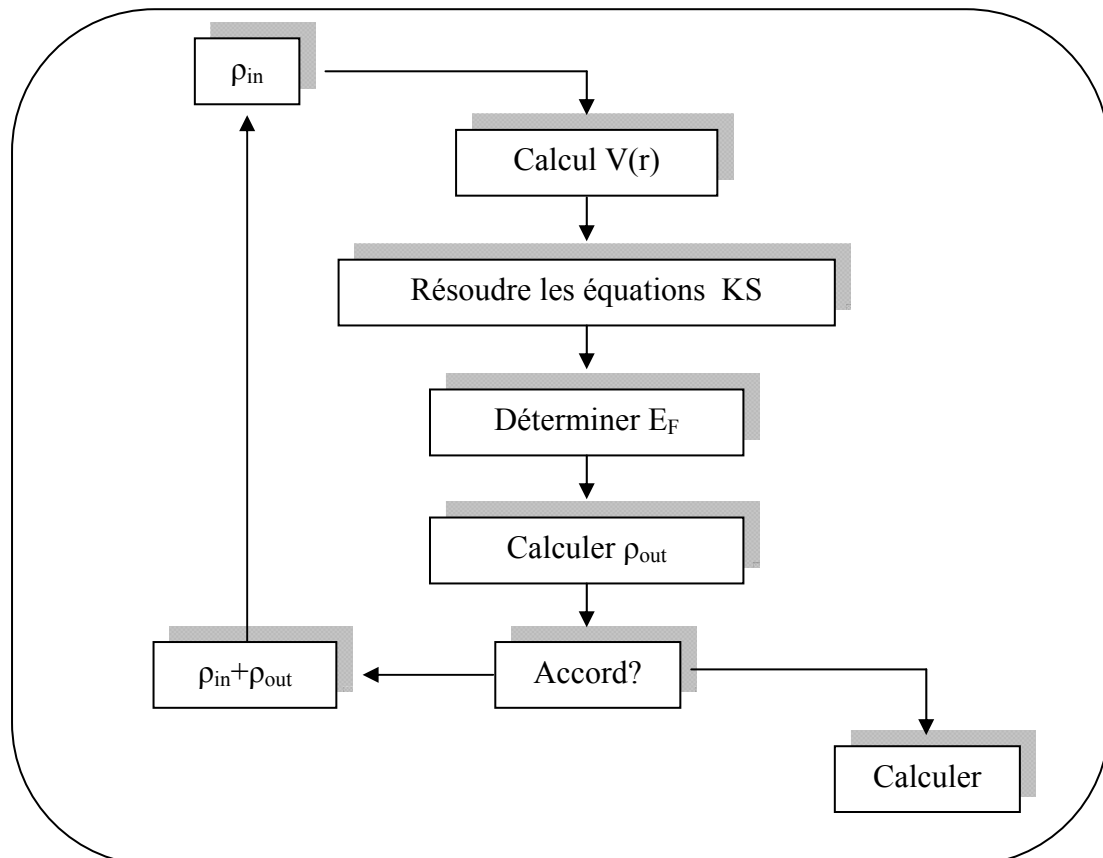 ρin
Calcul V(r)
Résoudre les équations KS
Déterminer EF
Calculer ρout
ρin+ρout
Accord?
Calculer